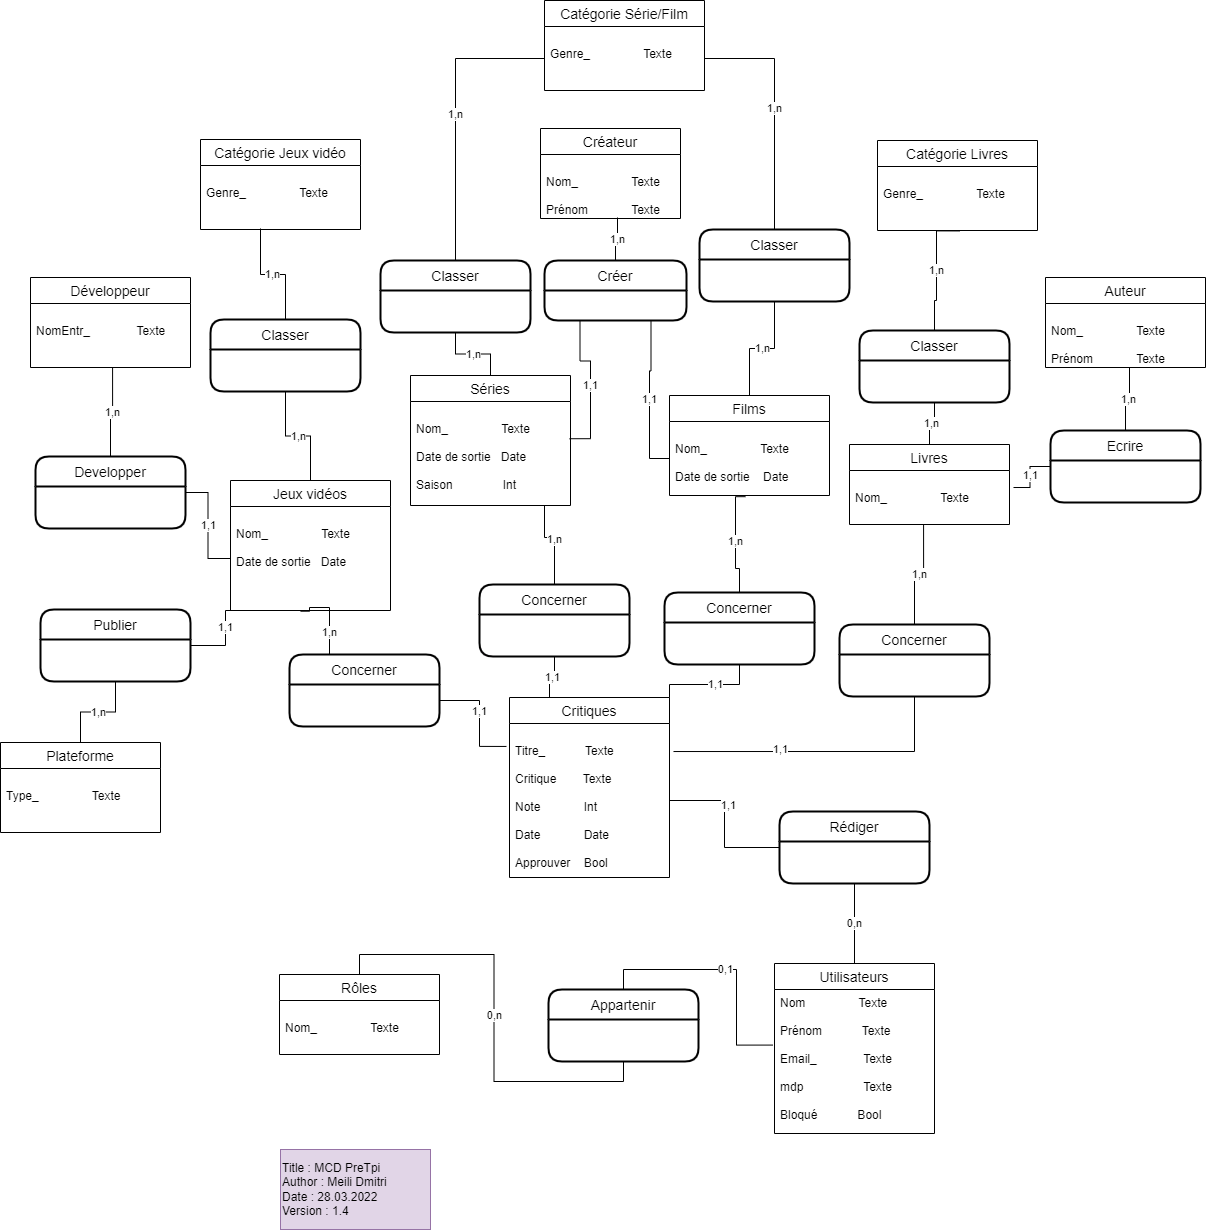 Catégorie Série/Film
Genre_ Texte
1,n
1,n
Créateur
Nom_ Texte
Prénom Texte
1,n
Catégorie Jeux vidéo
Genre_ Texte
1,n
Catégorie Livres
Genre_ Texte
1,n
Classer
Classer
Créer
Développeur
NomEntr_ Texte
1,n
Auteur
Nom_ Texte
Prénom Texte
1,n
Classer
Classer
1,n
1,n
1,n
1,n
1,1
1,1
Séries
Nom_ Texte
Date de sortie Date
Saison Int
Films
Nom_ Texte
Date de sortie Date
Livres
Nom_ Texte
1,1
Ecrire
Developper
1,1
Jeux vidéos
Nom_ Texte
Date de sortie Date
1,n
1,n
1,n
Publier
1,1
1,n
1,n
Concerner
Concerner
Concerner
Concerner
1,1
1,1
1,1
1,1
Plateforme
Type_ Texte
Critiques
Titre_ Texte
Critique Texte
Note Int
Date Date
Approuver Bool
1,1
Rédiger
0,n
Rôles
Nom_ Texte
0,n
Appartenir
0,1
Utilisateurs
Nom Texte
Prénom Texte
Email_ Texte
mdp Texte
Bloqué Bool
Title : MCD PreTpi
Author : Meili Dmitri
Date : 28.03.2022
Version : 1.4